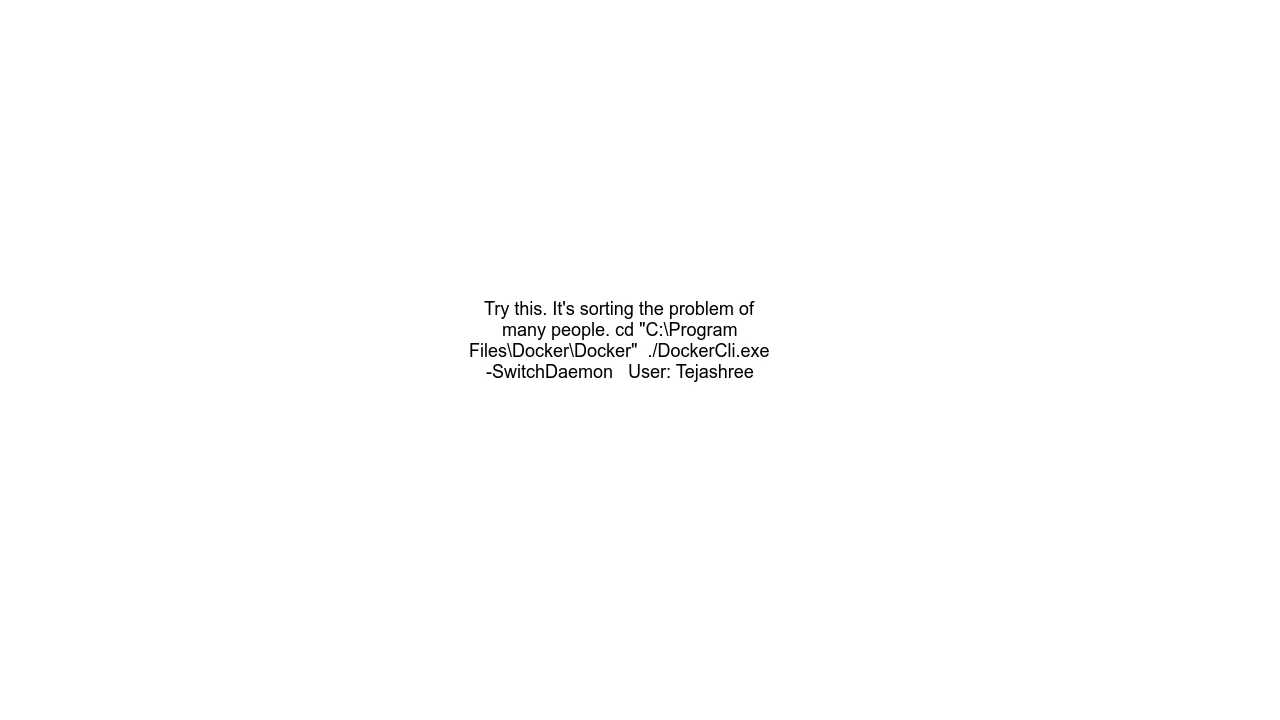 Try this. It's sorting the problem of
many people. cd "C:\Program
Files\Docker\Docker"  ./DockerCli.exe
-SwitchDaemon   User: Tejashree